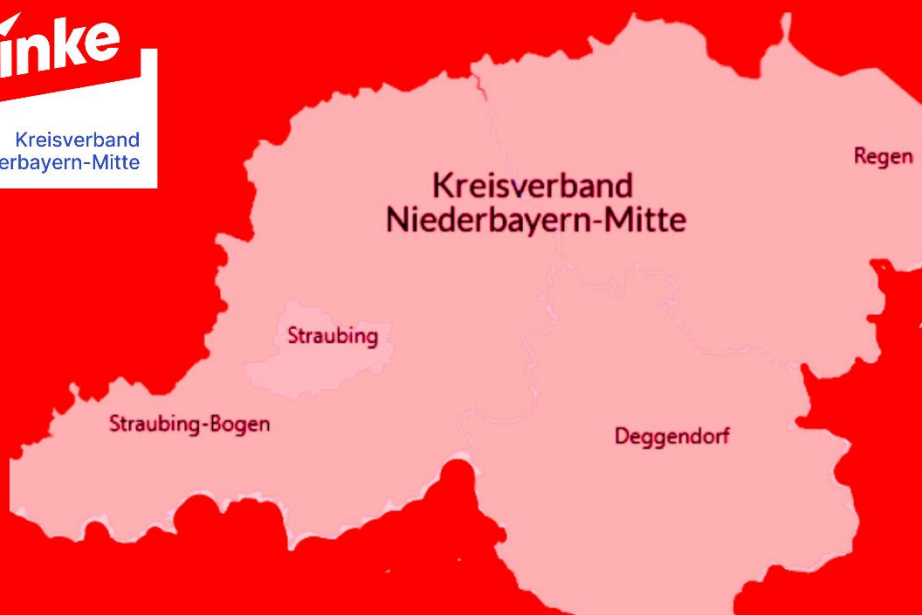 inke
Kreisverband
erbayern-Mitte
Kreisverband
Niederbayern-Mitte
Regen
Straubing
Straubing-Bogen
Deggendorf